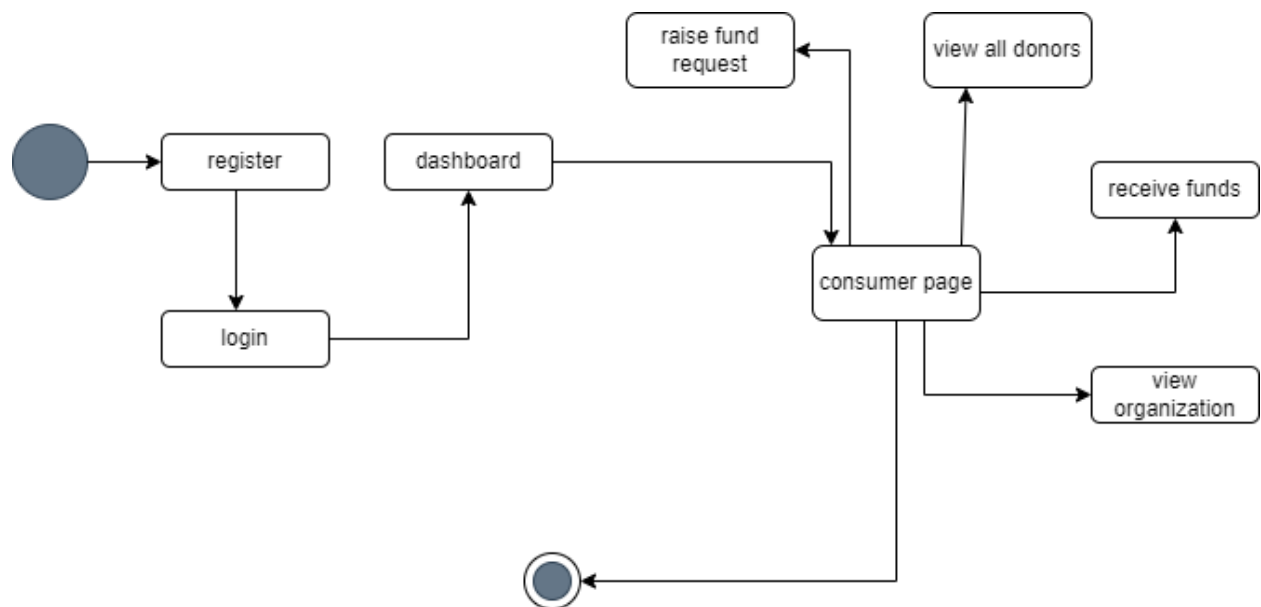 raise fund
request
view all donors
register
dashboard
receive funds
consumer page
login
view
organization